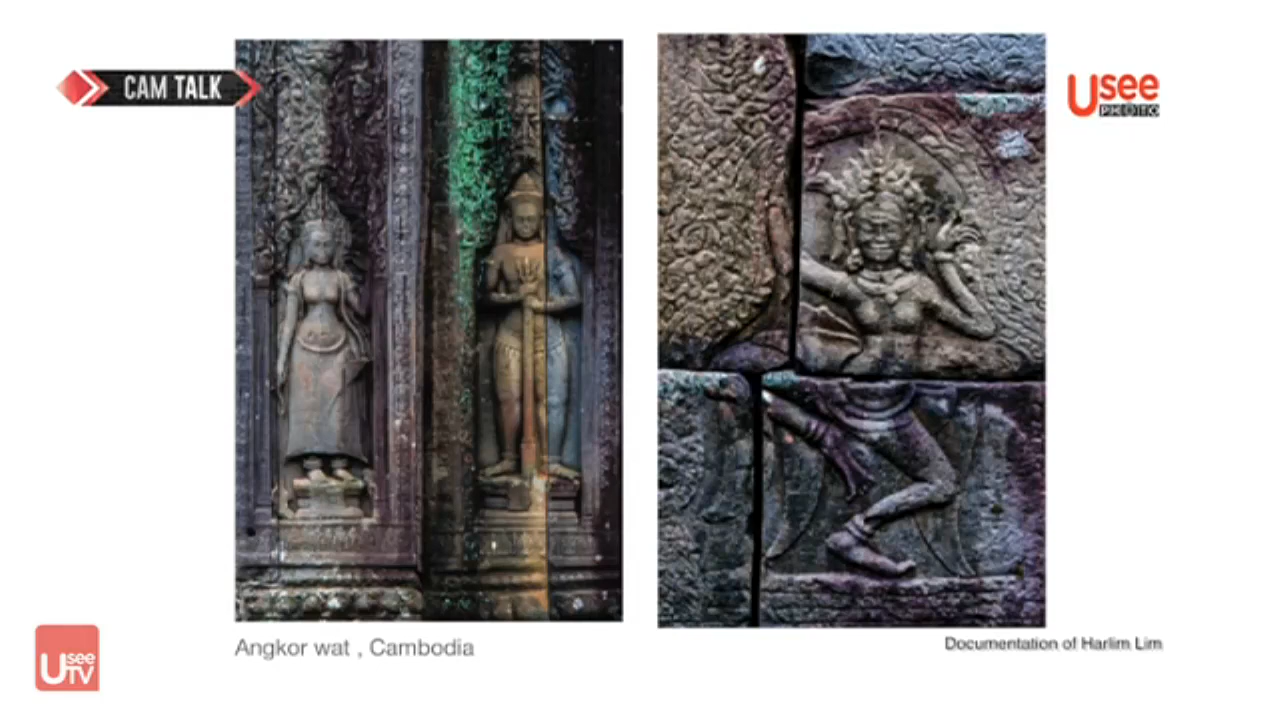 CAM TALK
Usee
PHOTO
Angkor wat , Cambodia
Documentation of Harlim Lim
Usee
TV